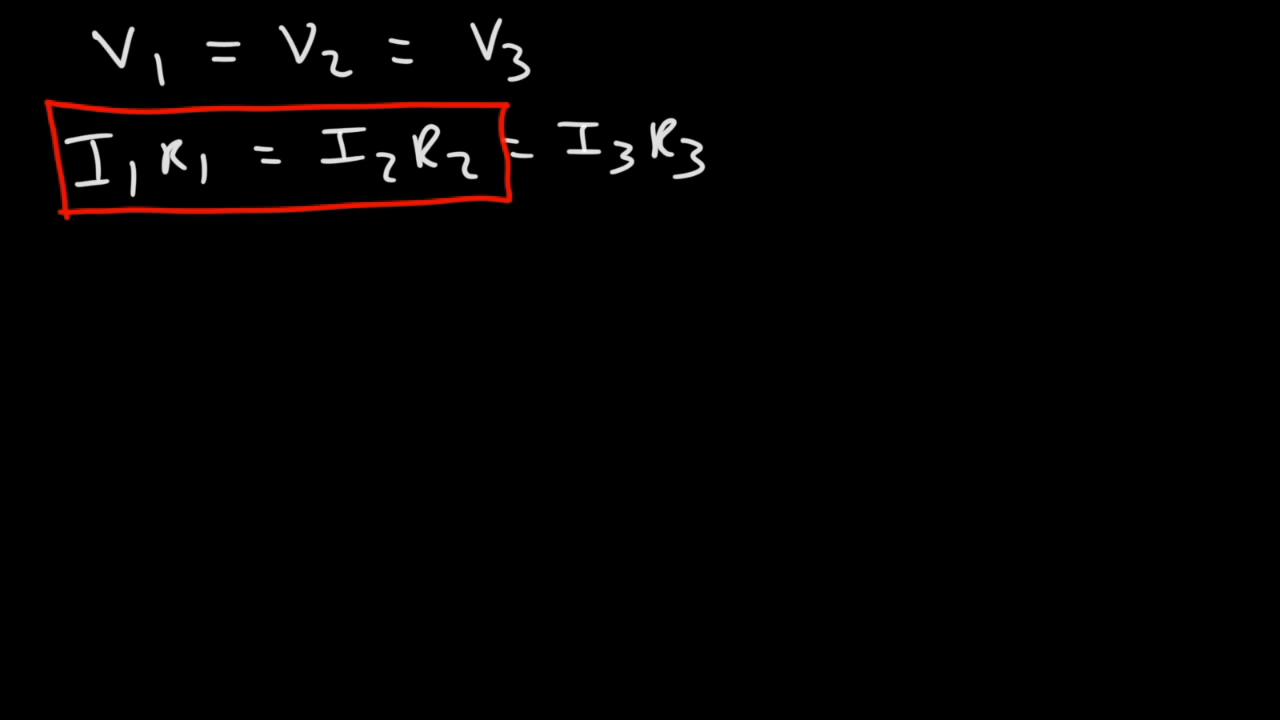 V₁ = V₂ = V₃
I₁R₁ = I₂R₂ = I₃R₃